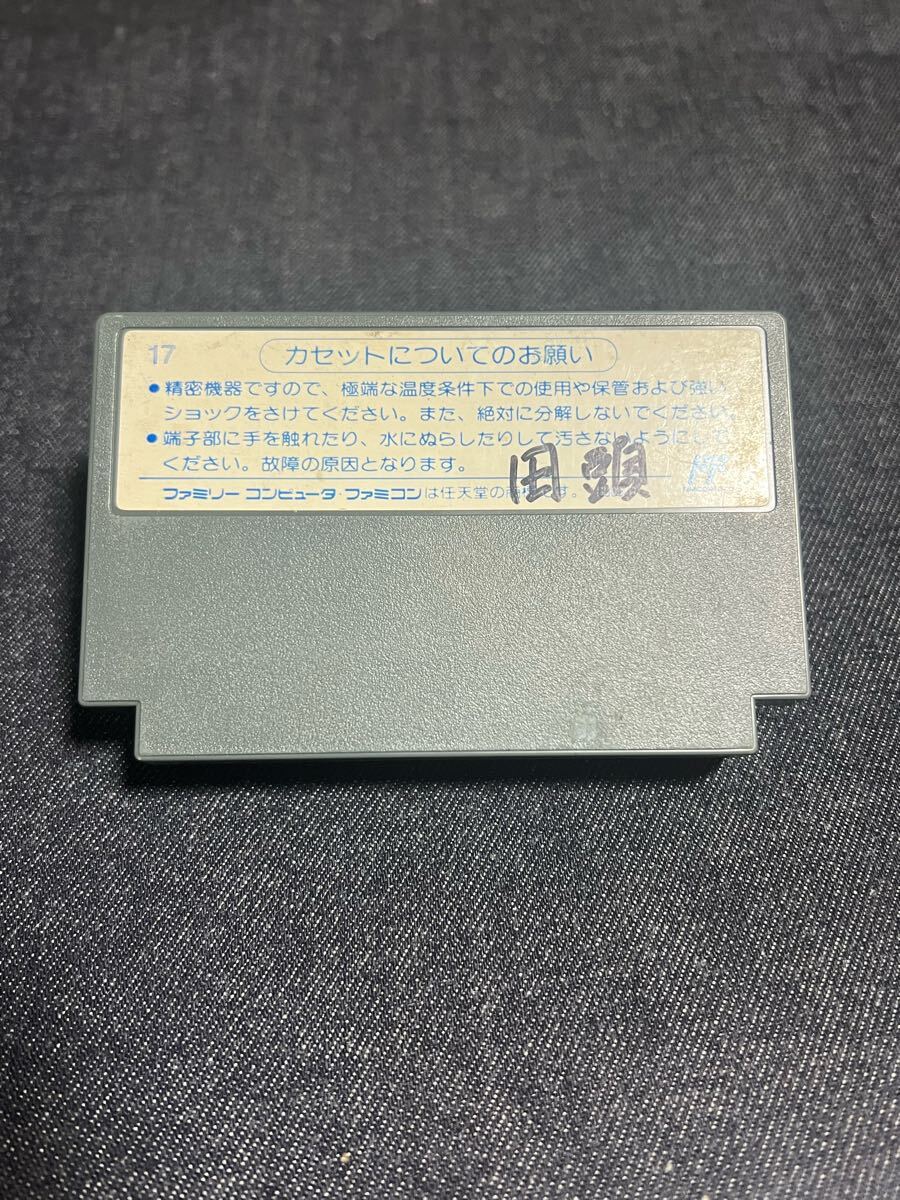 17
カセットについてのお願い
●精密機器ですので、極端な温度条件下での使用や保管および強い
ショックをさけてください。また、絶対に分解しないでください。
●端子部に手を触れたり、水にぬらしたりして汚さないようにして
ください。故障の原因となります。
ファミリー コンピュータ・ファミコンは任天堂の商標です。